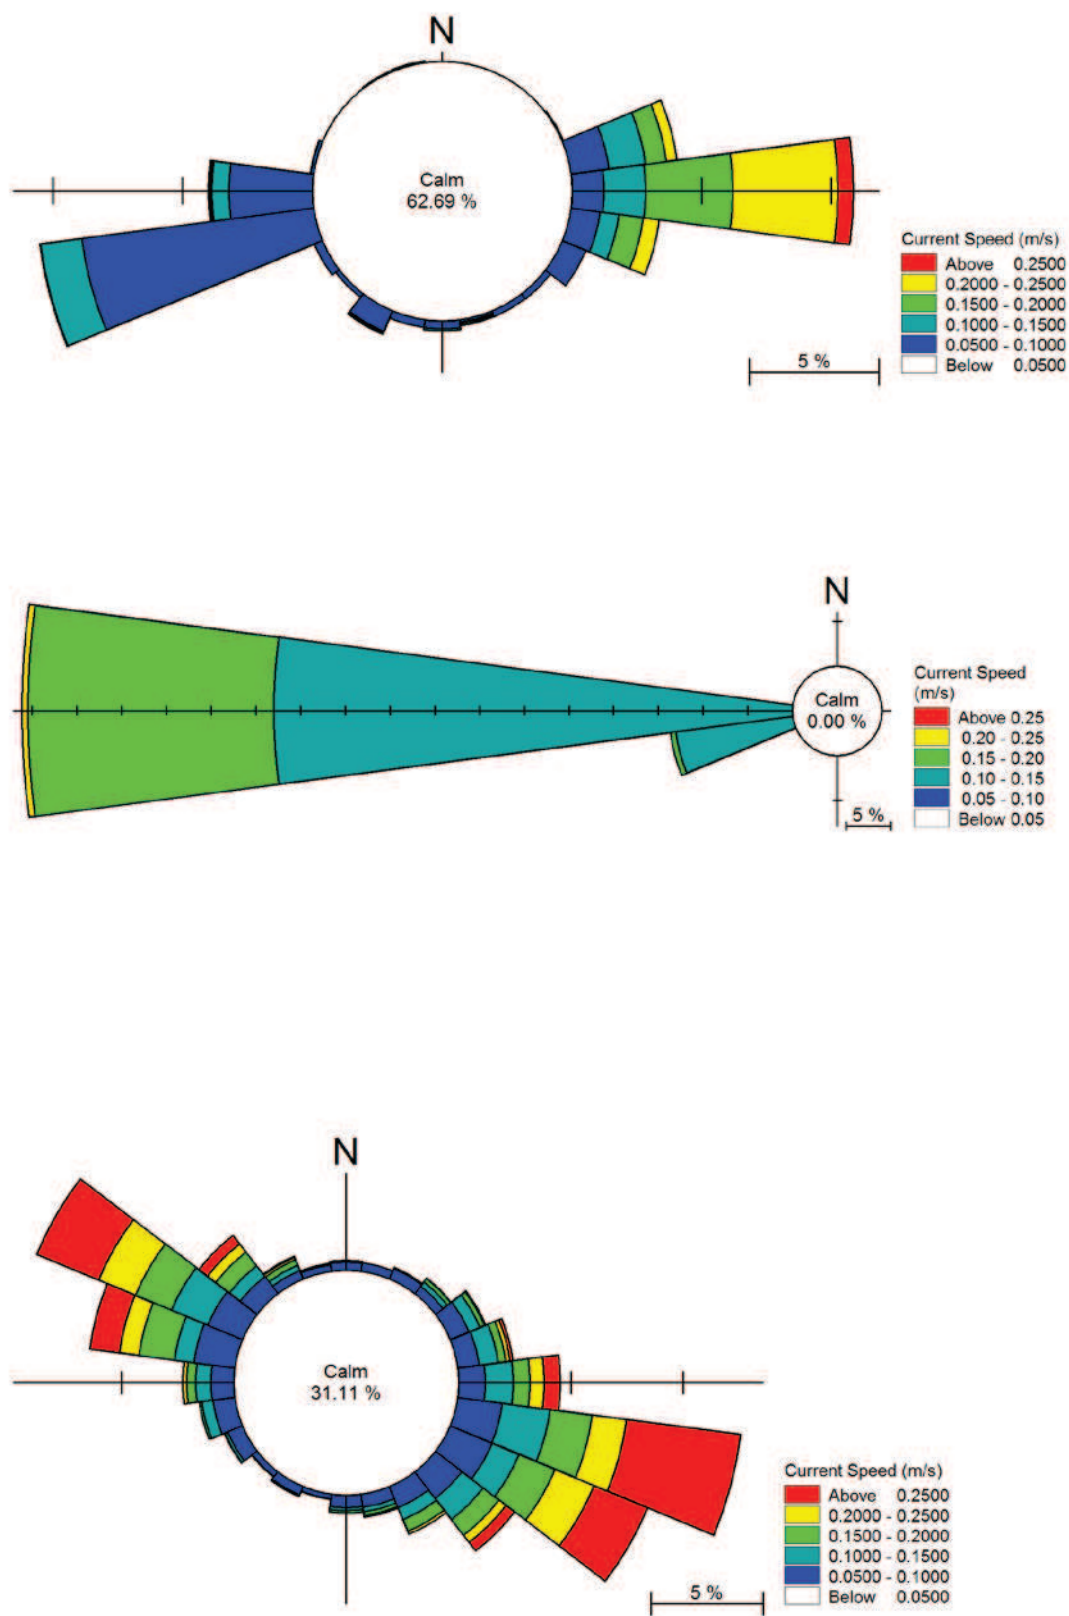 N
Calm
62.69 %
Current Speed (m/s)
Above 0.2500
0.2000 - 0.2500
0.1500 - 0.2000
0.1000 - 0.1500
0.0500 - 0.1000
Below 0.0500
5 %
N
Calm
0.00 %
Current Speed
(m/s)
Above 0.25
0.20 - 0.25
0.15 - 0.20
0.10 - 0.15
0.05 - 0.10
Below 0.05
5 %
N
Calm
31.11 %
Current Speed (m/s)
Above 0.2500
0.2000 - 0.2500
0.1500 - 0.2000
0.1000 - 0.1500
0.0500 - 0.1000
Below 0.0500
5 %